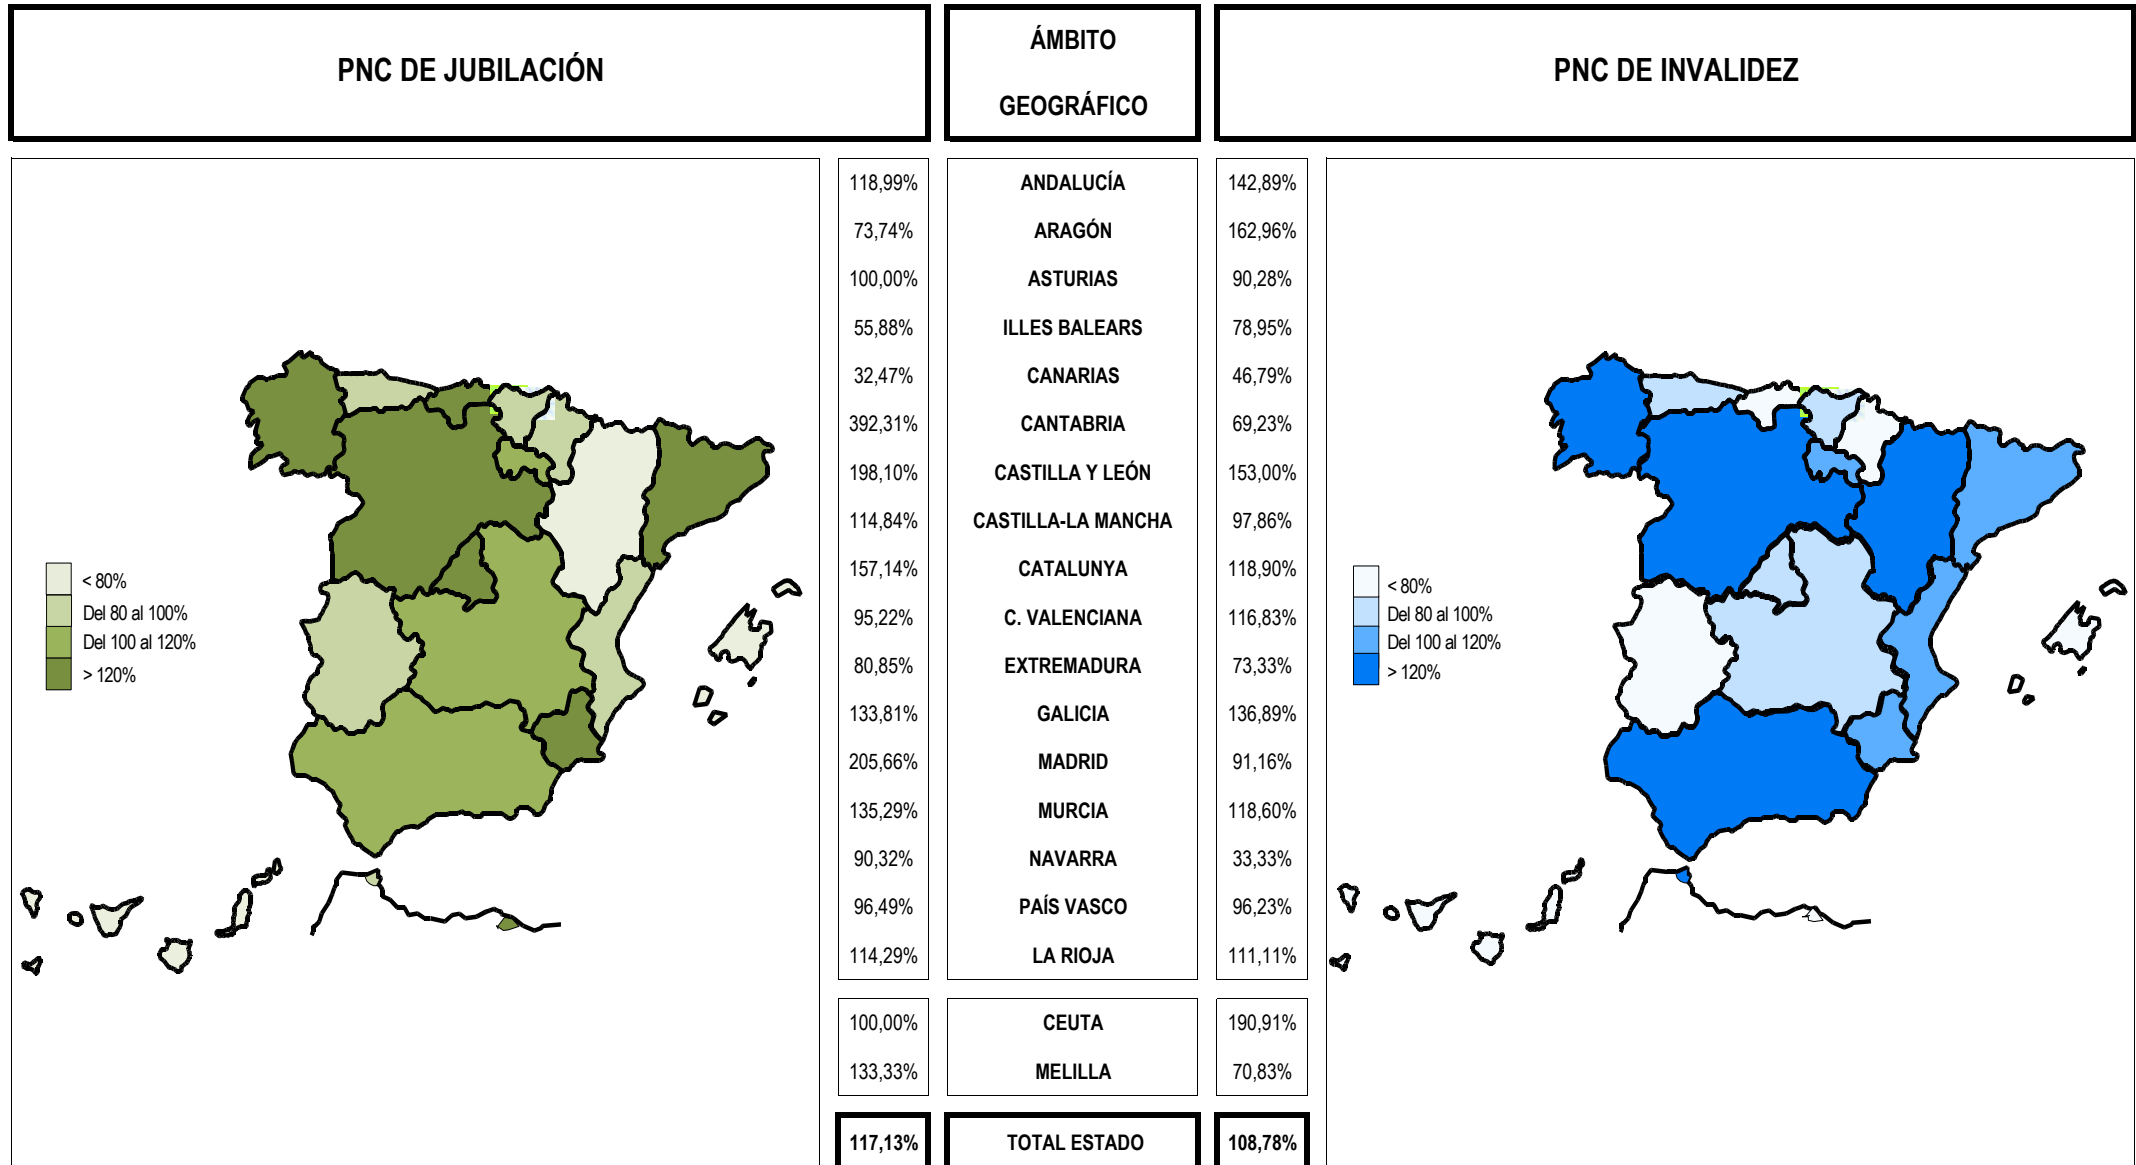 PNC DE JUBILACIÓN
ÁMBITO
GEOGRÁFICO
PNC DE INVALIDEZ
118,99% ANDALUCÍA 142,89%
73,74% ARAGÓN 162,96%
100,00% ASTURIAS 90,28%
55,88% ILLES BALEARS 78,95%
32,47% CANARIAS 46,79%
392,31% CANTABRIA 69,23%
198,10% CASTILLA Y LEÓN 153,00%
114,84% CASTILLA-LA MANCHA 97,86%
157,14% CATALUNYA 118,90%
95,22% C. VALENCIANA 116,83%
80,85% EXTREMADURA 73,33%
133,81% GALICIA 136,89%
205,66% MADRID 91,16%
135,29% MURCIA 118,60%
90,32% NAVARRA 33,33%
96,49% PAÍS VASCO 96,23%
114,29% LA RIOJA 111,11%
100,00% CEUTA 190,91%
133,33% MELILLA 70,83%
117,13% TOTAL ESTADO 108,78%
< 80%
Del 80 al 100%
Del 100 al 120%
> 120%
< 80%
Del 80 al 100%
Del 100 al 120%
> 120%